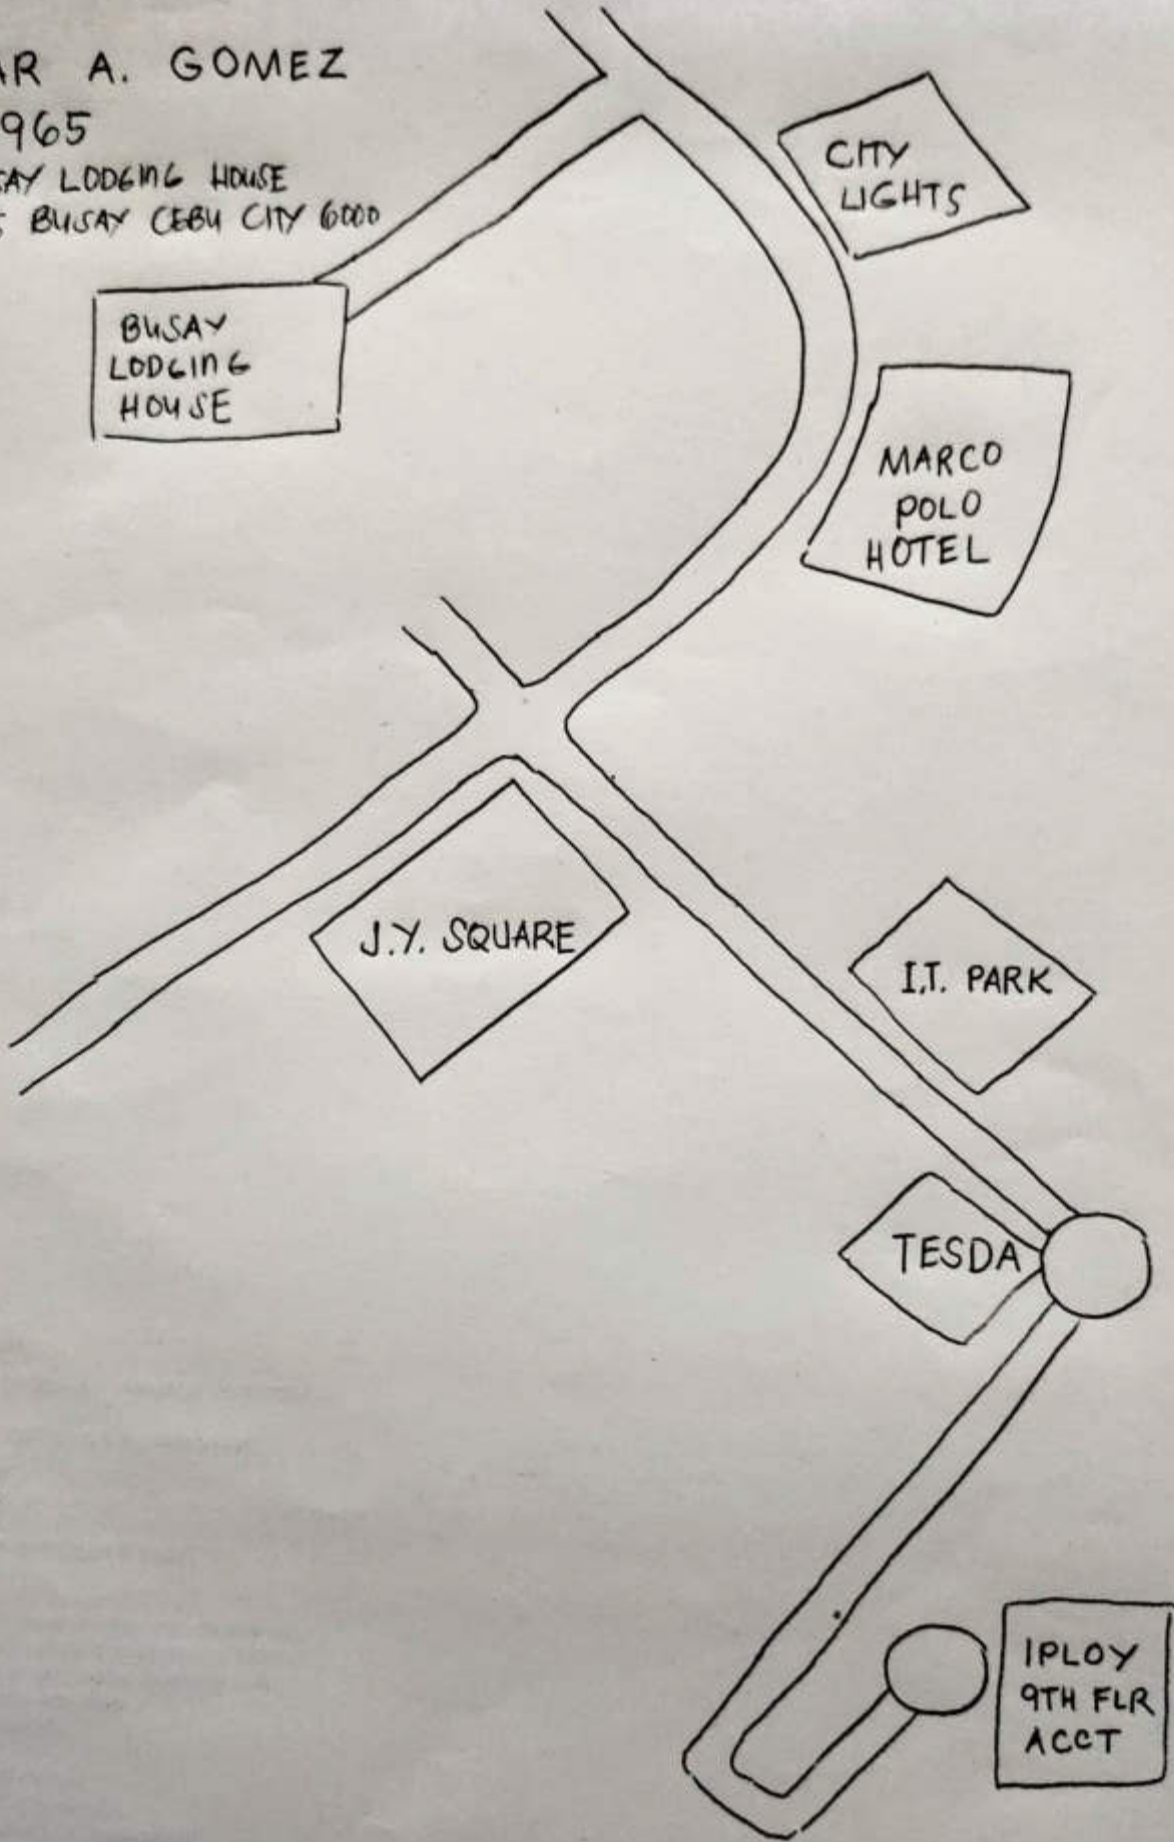 A. GOMEZ
965
LODGING HOUSE
BUSAY CEBU CITY 6000
CITY
LIGHTS
BUSAY
LODGING
HOUSE
MARCO
POLO
HOTEL
J.Y. SQUARE
I.T. PARK
TESDA
IPLOY
9TH FLR
ACCT